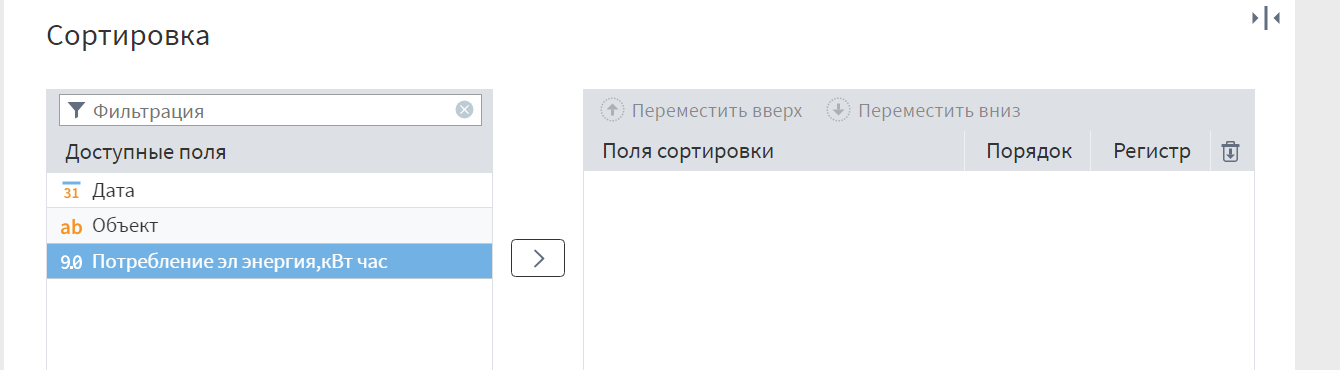 Сортировка
Фильтрация
Доступные поля
31 Дата
ab Объект
9.0 Потребление эл энергия,кВт час
Переместить вверх Переместить вниз
Поля сортировки Порядок Регистр